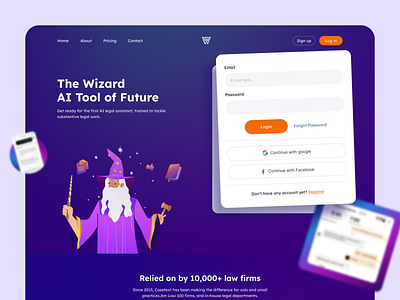 Home About Pricing Contact
Sign up Log in
The Wizard
AI Tool of Future
Get ready for the first AI legal assistant, trained to tackle
substantive legal work.
Email
Email here...
Password
Login Forgot Password
Continue with google
Continue with Facebook
Don't have any account yet? Register
Relied on by 10,000+ law firms
Since 2013, Casetext has been making the difference for solo and small
practices,Am Law 100 firms, and in-house legal departments.